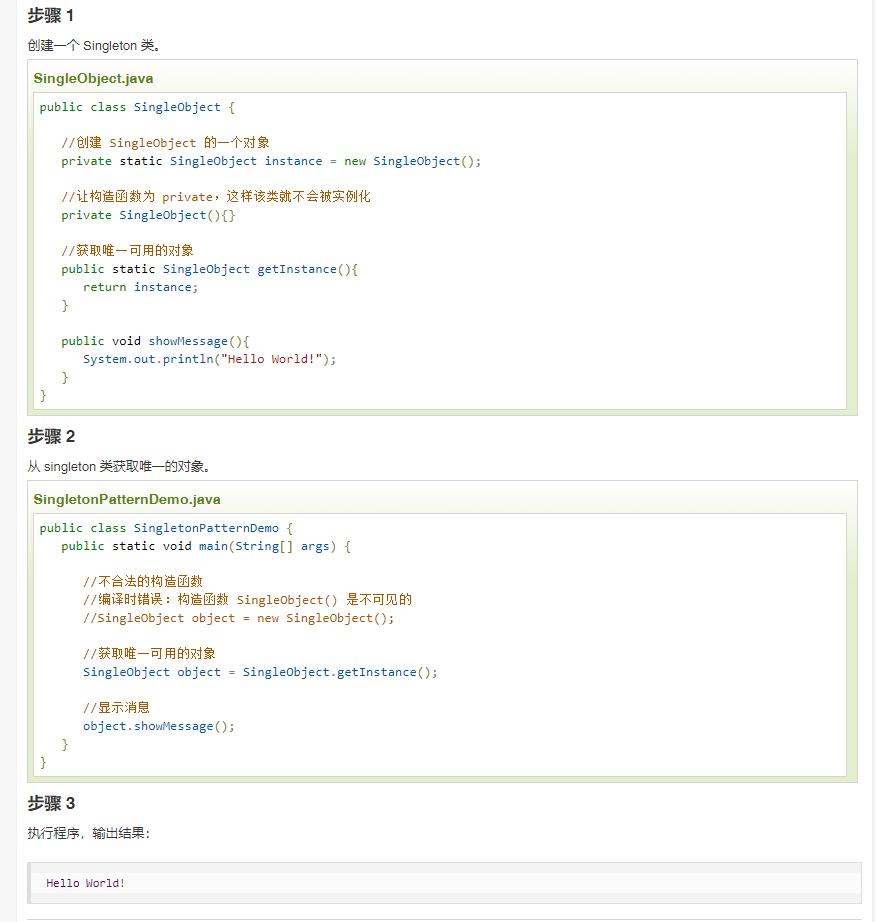 步骤 1
创建一个 Singleton 类。
SingleObject.java
public class SingleObject {
//创建 SingleObject 的一个对象
private static SingleObject instance = new SingleObject();
//让构造函数为 private，这样该类就不会被实例化
private SingleObject(){}
//获取唯一可用的对象
public static SingleObject getInstance(){
return instance;
}
public void showMessage(){
System.out.println("Hello World!");
}
}
步骤 2
从 singleton 类获取唯一的对象。
SingletonPatternDemo.java
public class SingletonPatternDemo {
public static void main(String[] args) {
//不合法的构造函数
//编译时错误：构造函数 SingleObject() 是不可见的
//SingleObject object = new SingleObject();
//获取唯一可用的对象
SingleObject object = SingleObject.getInstance();
//显示消息
object.showMessage();
}
}
步骤 3
执行程序，输出结果：
Hello World!